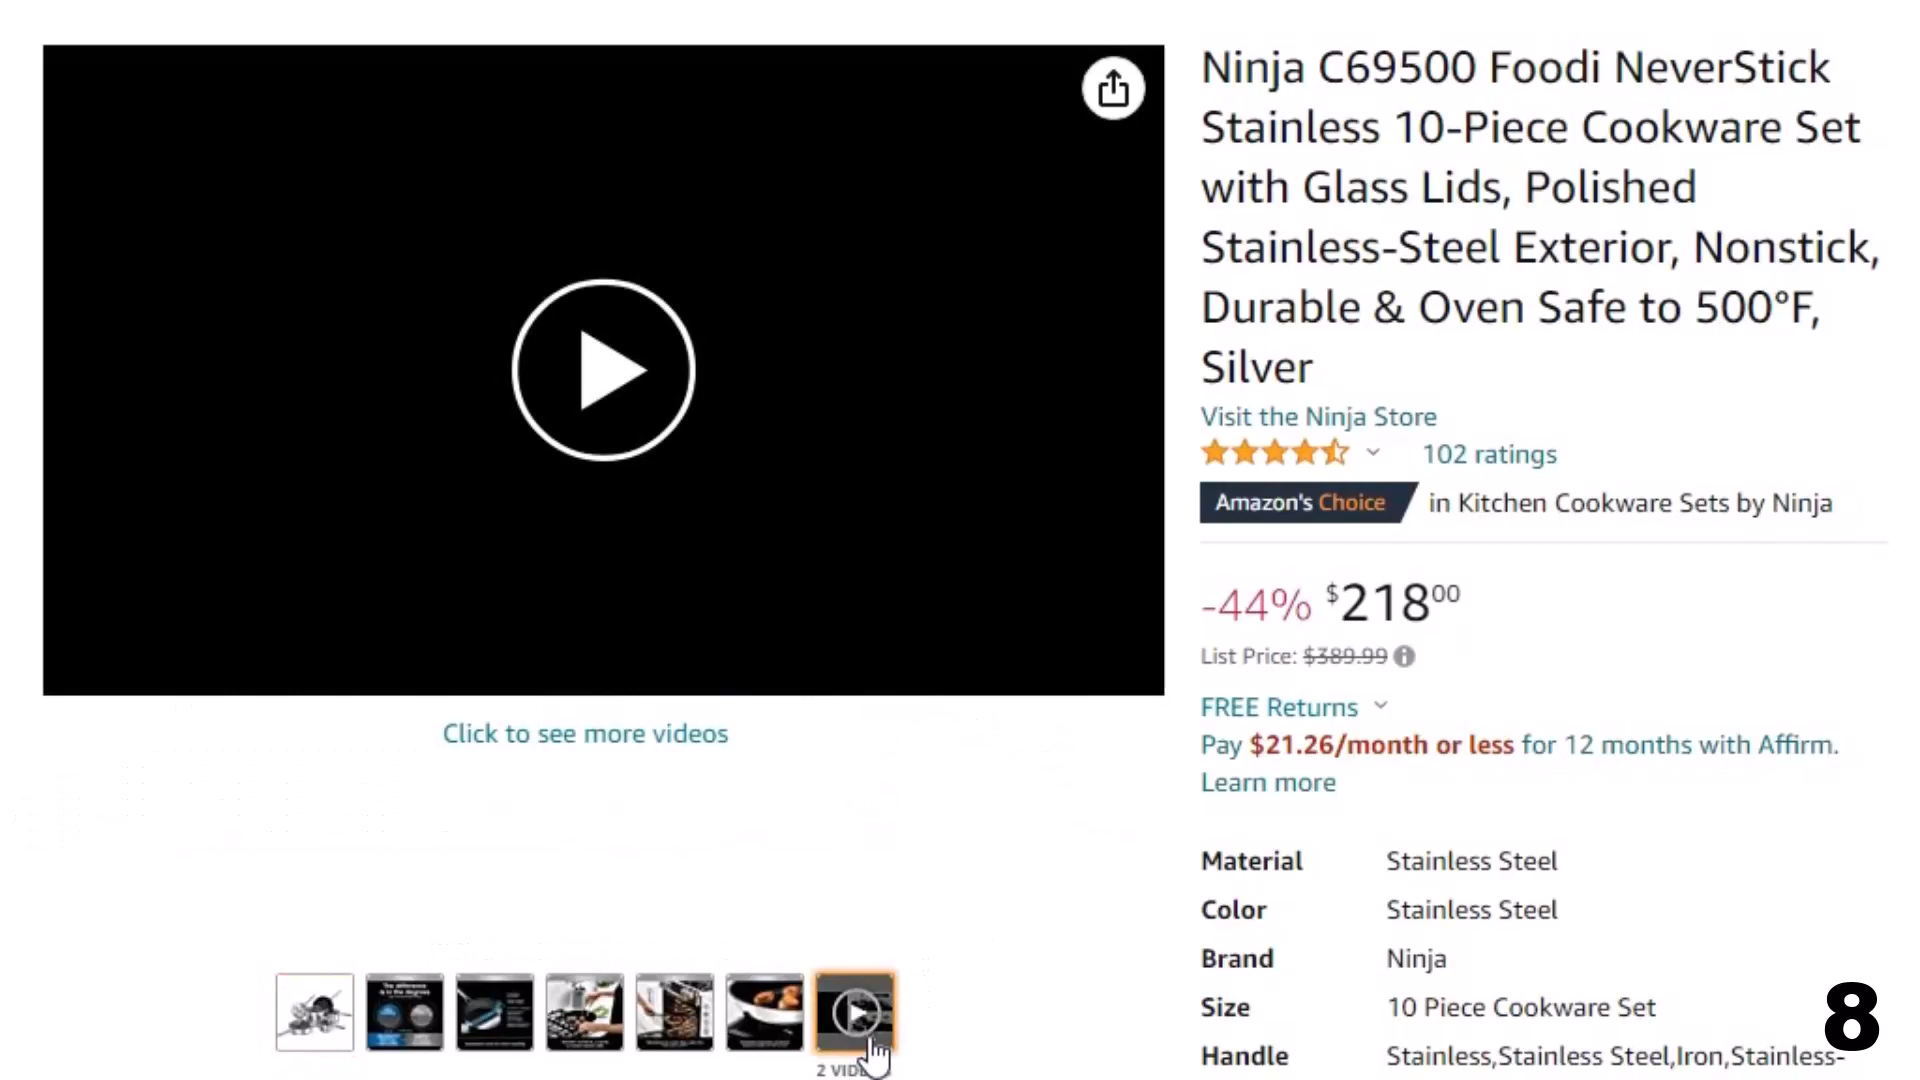 Ninja C69500 Foodi NeverStick
Stainless 10-Piece Cookware Set
with Glass Lids, Polished
Stainless-Steel Exterior, Nonstick,
Durable & Oven Safe to 500°F,
Silver
Visit the Ninja Store
102 ratings
Amazon's Choice in Kitchen Cookware Sets by Ninja
-44% $218 00
List Price: $389.99
FREE Returns
Pay $21.26/month or less for 12 months with Affirm.
Learn more
Click to see more videos
Material Stainless Steel
Color Stainless Steel
Brand Ninja
Size 10 Piece Cookware Set
Handle Stainless,Stainless Steel,Iron,Stainless-
8
2